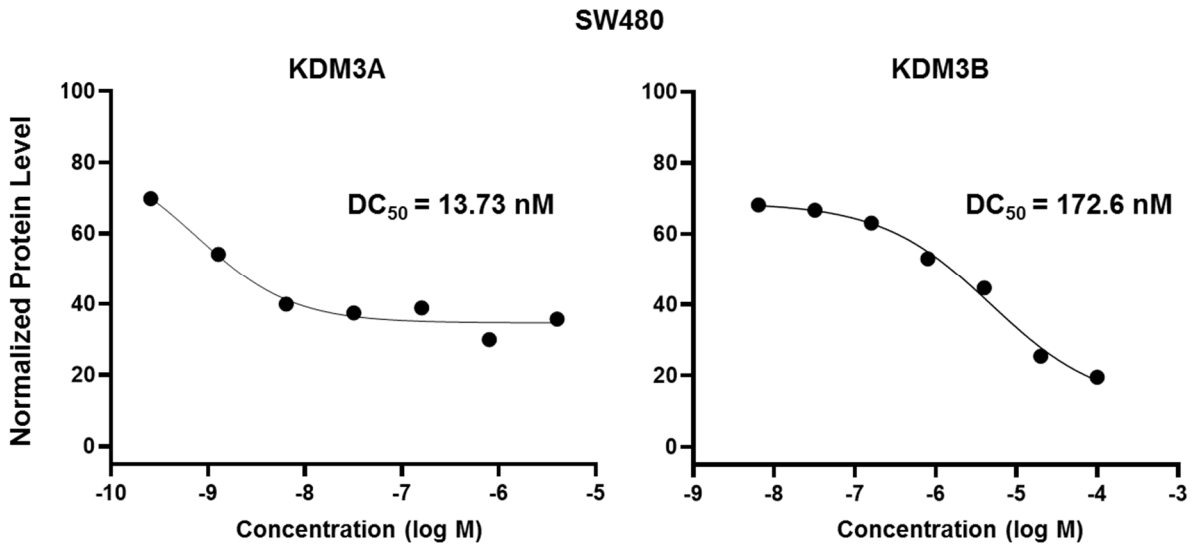 SW480
KDM3A
Normalized Protein Level
100
80
60
40
20
0
DC50 = 13.73 nM
-10 -9 -8 -7 -6 -5
Concentration (log M)
KDM3B
100
80
60
40
20
0
DC50 = 172.6 nM
-9 -8 -7 -6 -5 -4 -3
Concentration (log M)